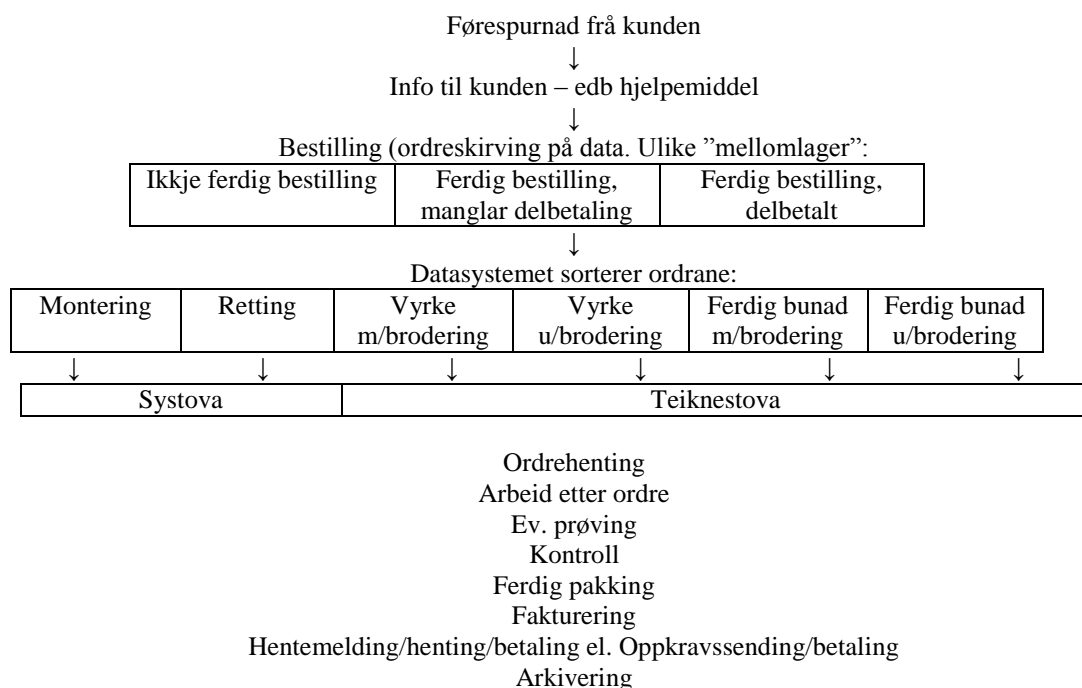 Førespurnad frå kunden
↓
Info til kunden – edb hjelpemiddel
↓
Bestilling (ordreskirving på data. Ulike ”mellomlager”:
Ikkje ferdig bestilling
Ferdig bestilling,
manglar delbetaling
Ferdig bestilling,
delbetalt
↓
Datasystemet sorterer ordrane:
Montering
Retting
Vyrke
m/brodering
Vyrke
u/brodering
Ferdig bunad
m/brodering
Ferdig bunad
u/brodering
↓ ↓ ↓ ↓ ↓ ↓
Systova
Teiknestova
Ordrehenting
Arbeid etter ordre
Ev. prøving
Kontroll
Ferdig pakking
Fakturering
Hentemelding/henting/betaling el. Oppkravssending/betaling
Arkivering